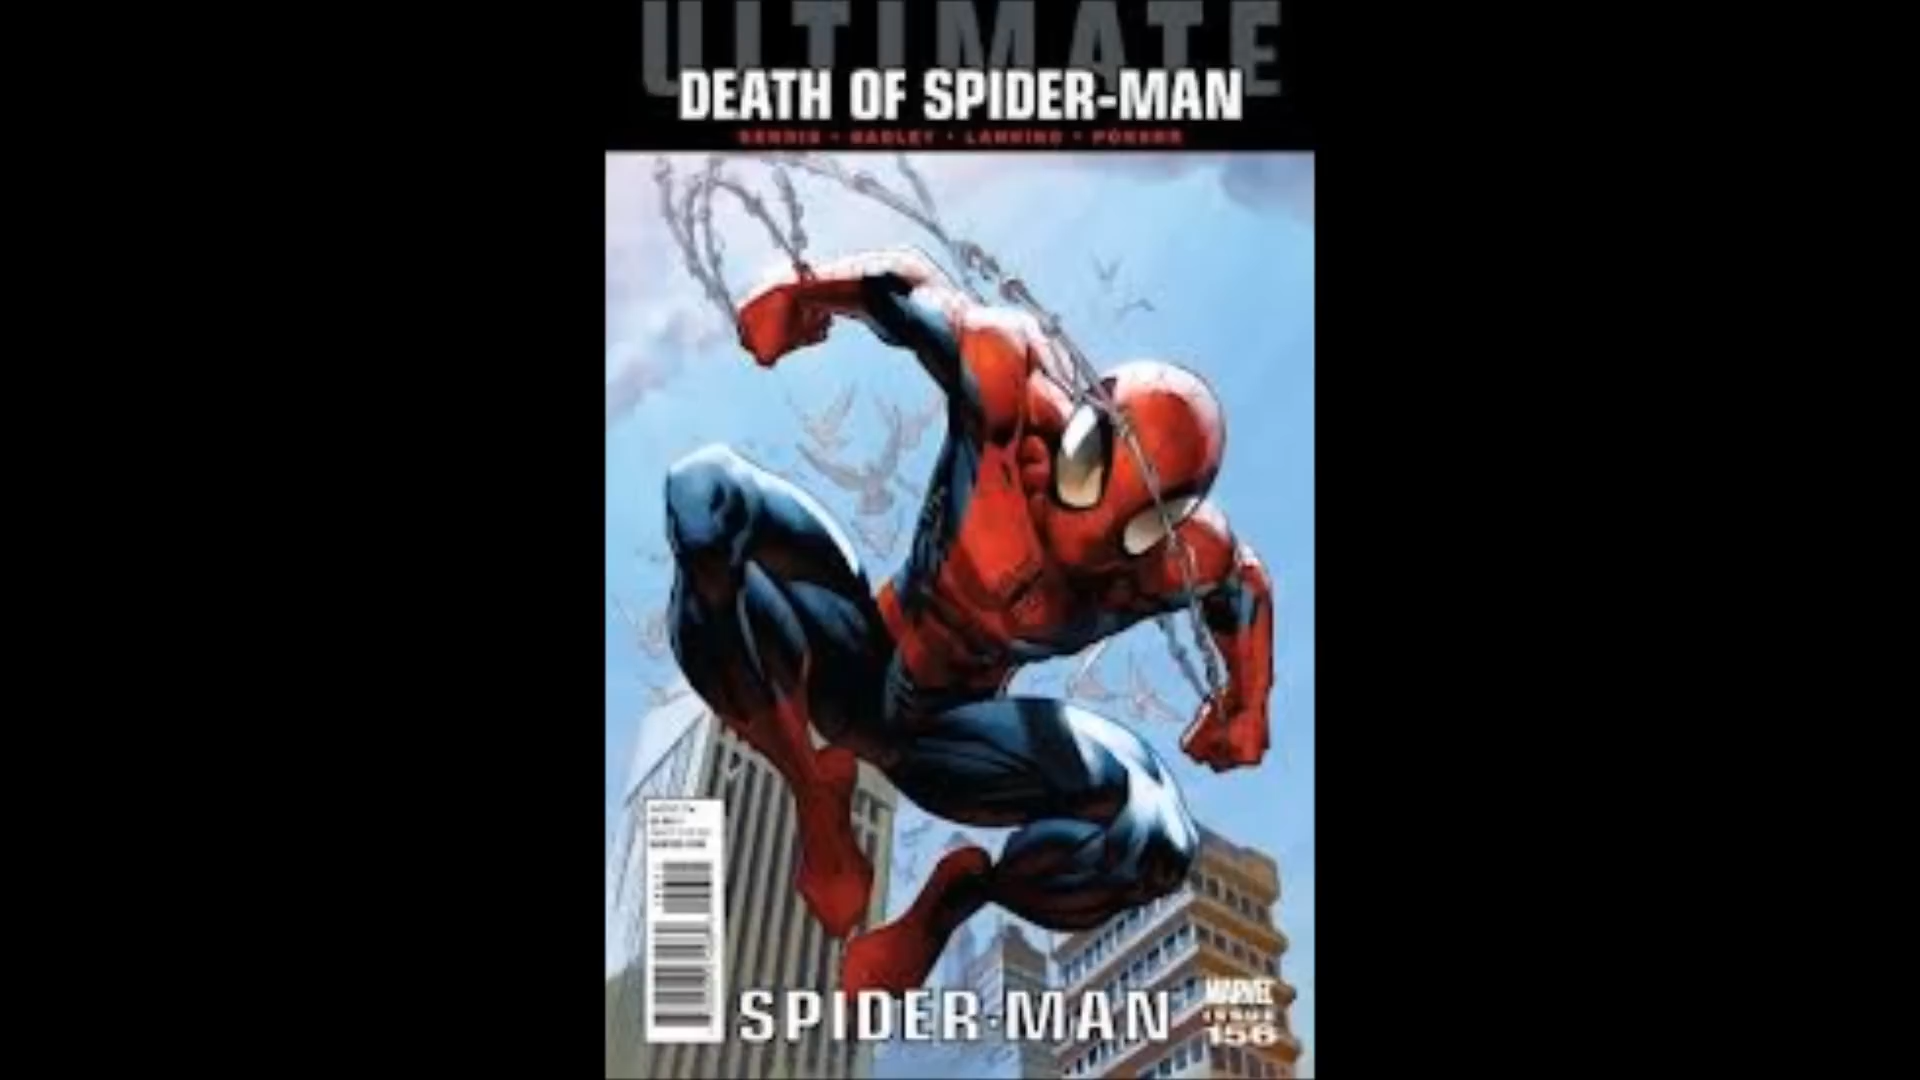 ULTIMATE
DEATH OF SPIDER-MAN
BENDIS • BAGLEY • LANNING • PONSOR
SPIDER-MAN
MARVEL
ISSUE
156